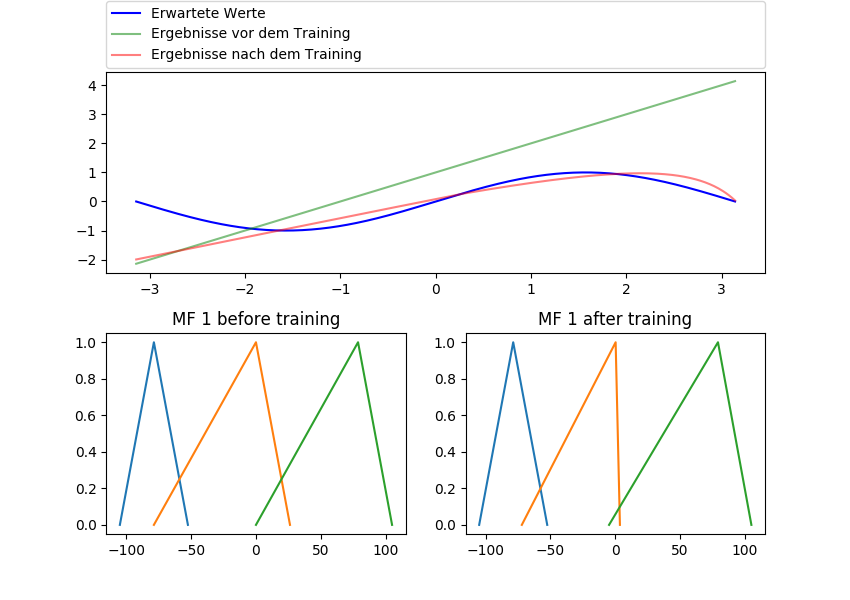 Erwartete Werte
Ergebnisse vor dem Training
Ergebnisse nach dem Training
4
3
2
1
0
−1
−2
−3 −2 −1 0 1 2 3
MF 1 before training
MF 1 after training
1.0
0.8
0.6
0.4
0.2
0.0
−100 −50 0 50 100
1.0
0.8
0.6
0.4
0.2
0.0
−100 −50 0 50 100